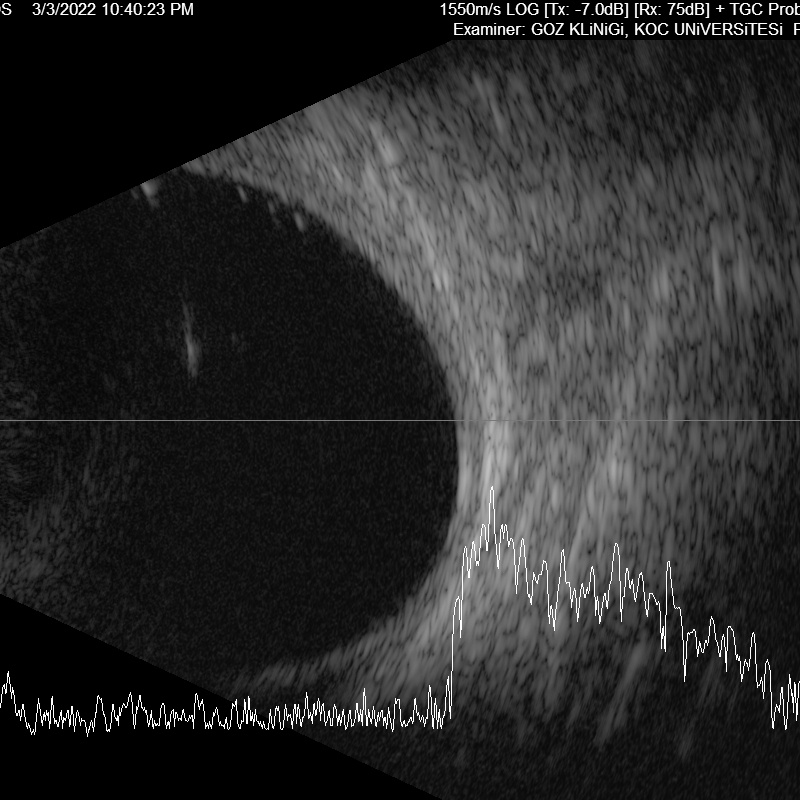 3/3/2022 10:40:23 PM 1550m/s LOG [Tx: -7.0dB] [Rx: 75dB] + TGC
Examiner: GOZ KLiNiGi, KOC UNiVERSiTESi